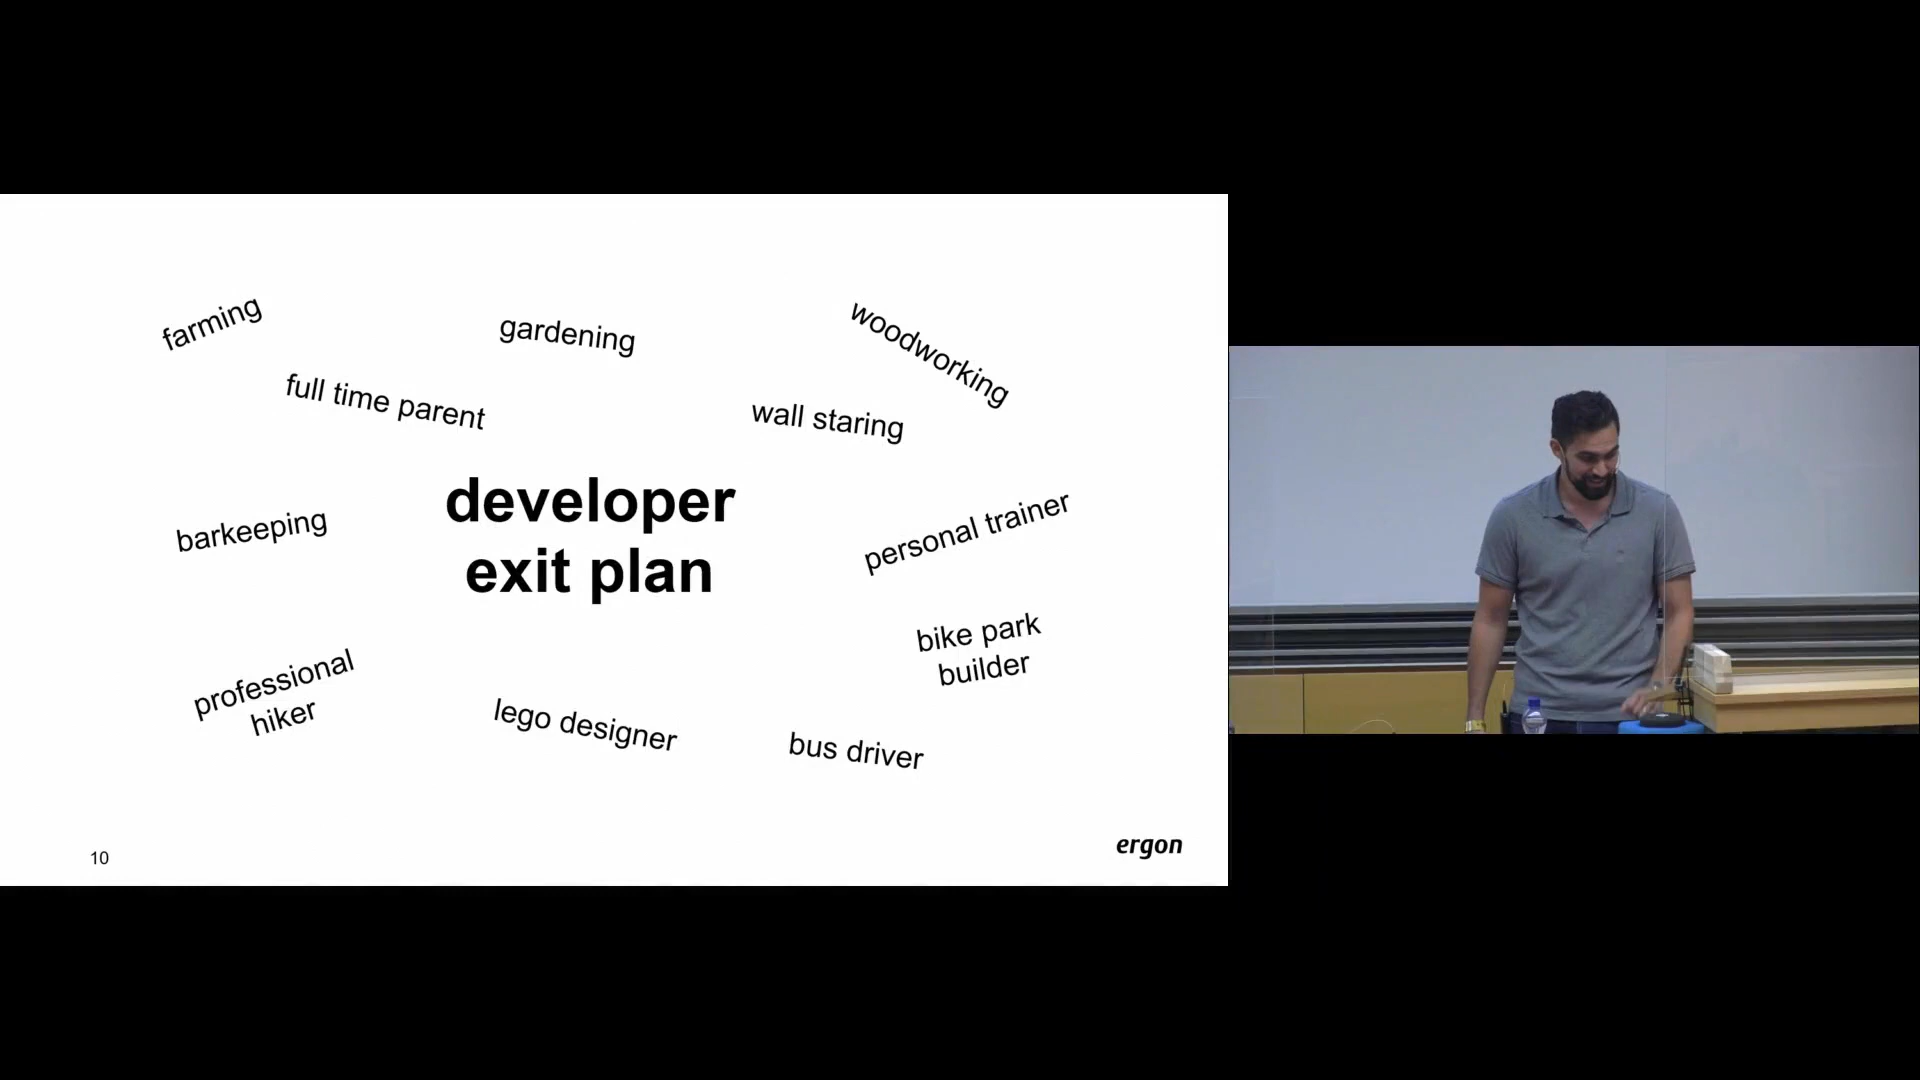 farming
gardening
woodworking
full time parent
wall staring
developer
exit plan
barkeeping
personal trainer
bike park
builder
professional
hiker
lego designer
bus driver
10
ergon